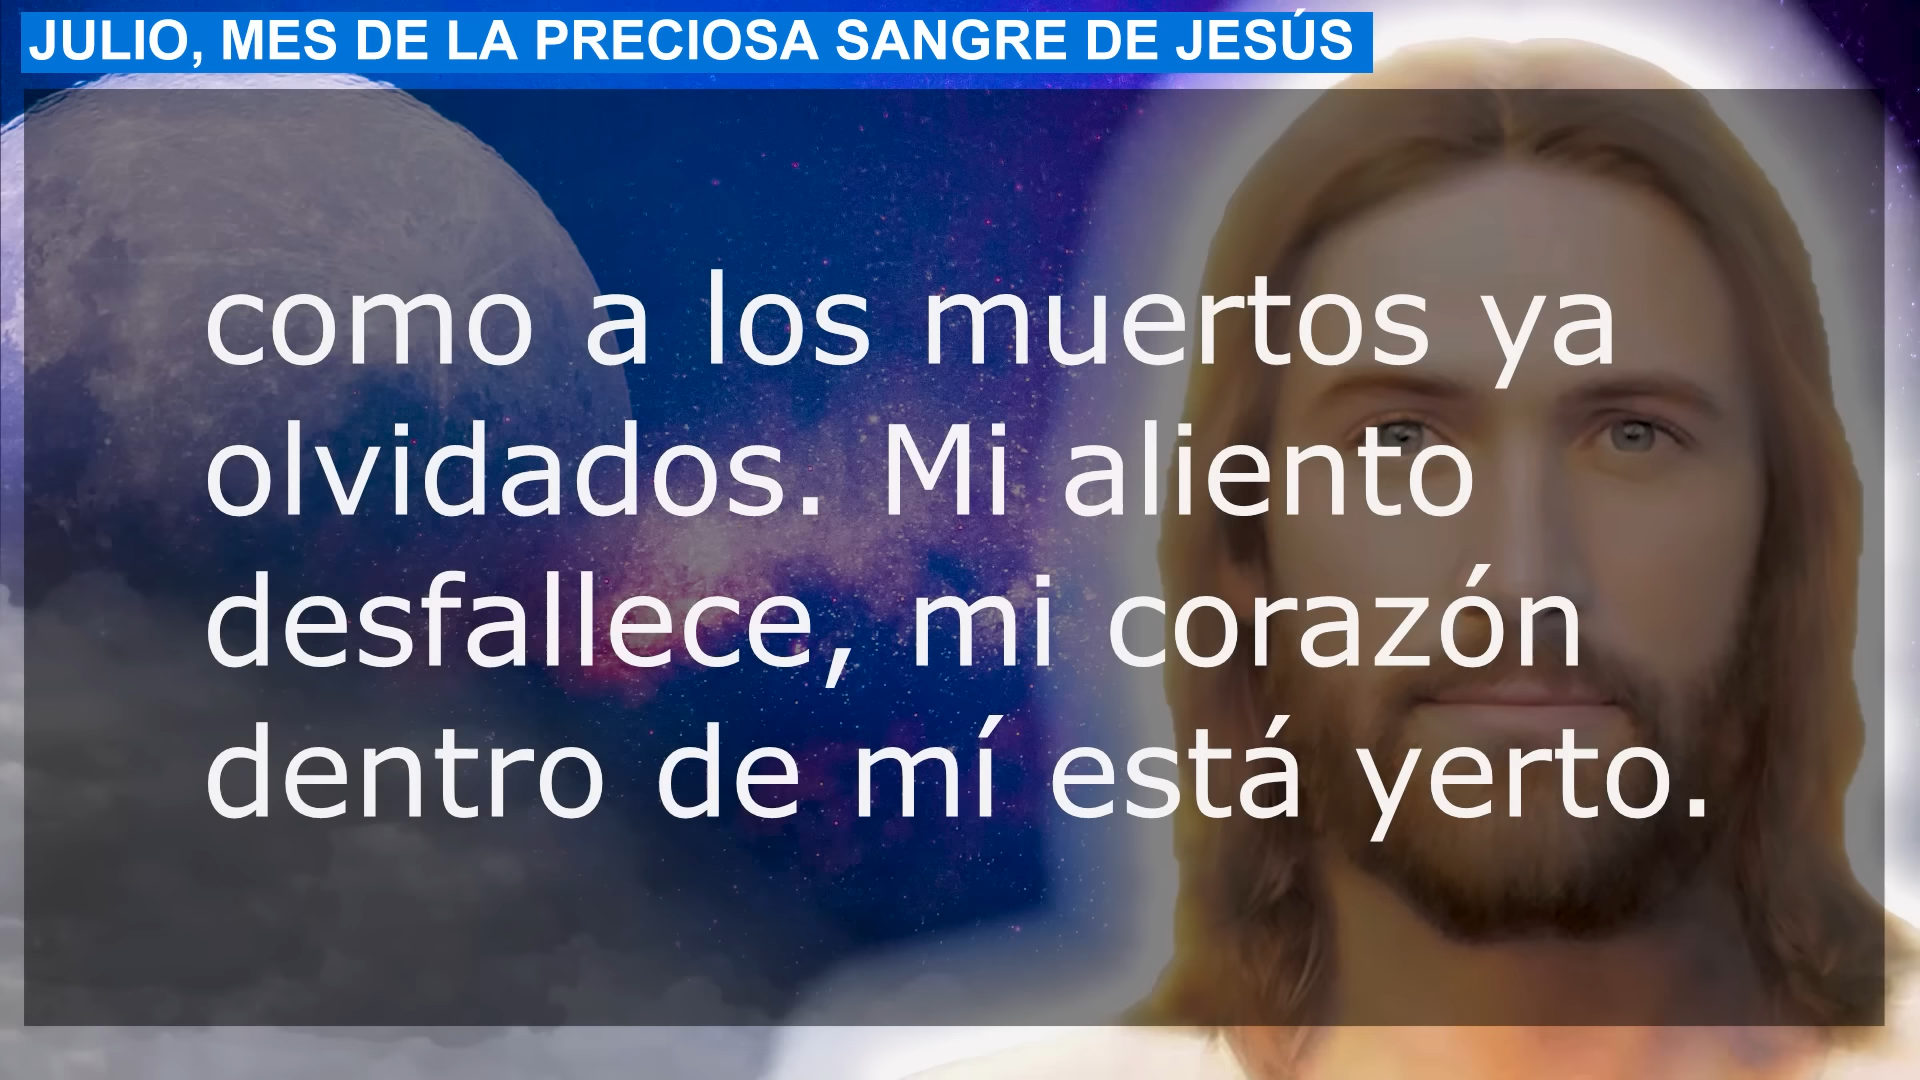 JULIO, MES DE LA PRECIOSA SANGRE DE JESÚS
como a los muertos ya
olvidados. Mi aliento
desfallece, mi corazón
dentro de mí está yerto.